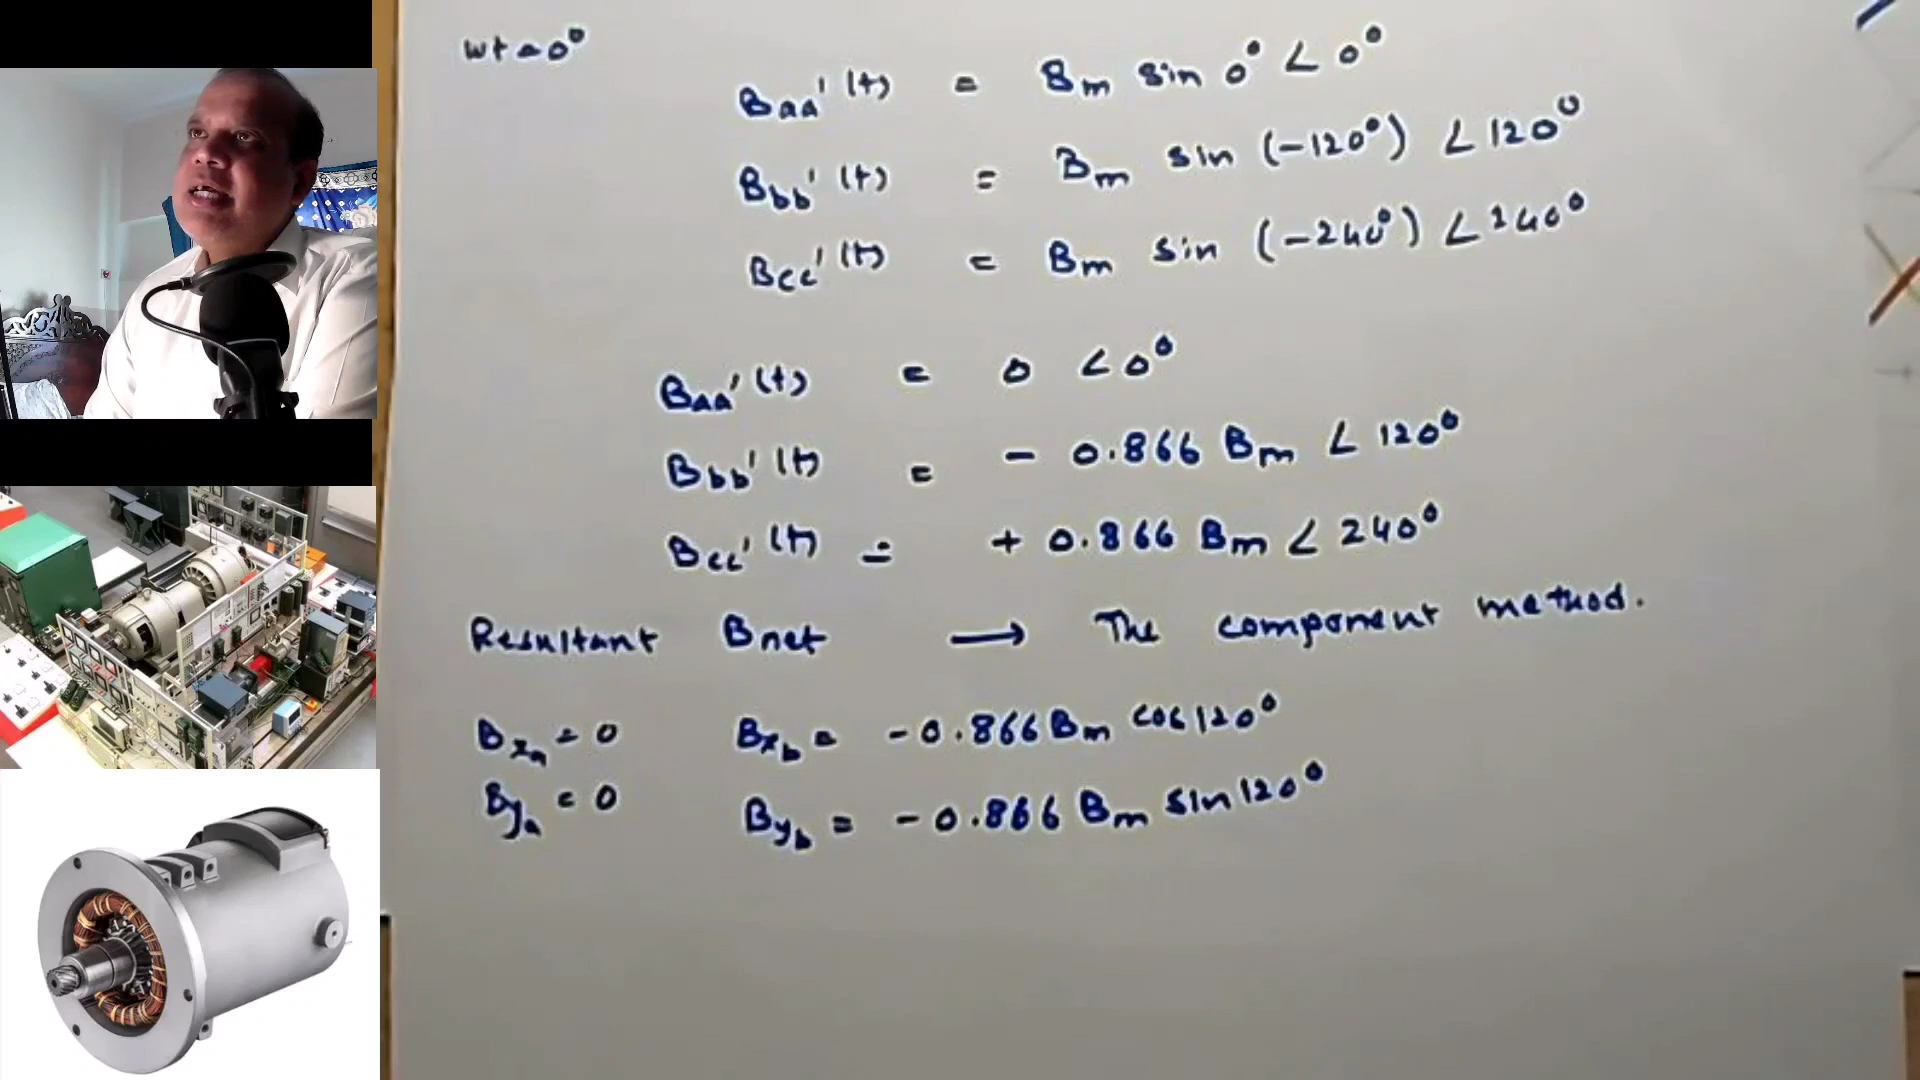 wt=0°
Baa'(t) = Bm sin 0° ∠0°
Bbb'(t) = Bm sin (-120°) ∠120°
Bcc'(t) = Bm sin (-240°) ∠240°
Baa'(t) = 0 ∠0°
Bbb'(t) = - 0.866 Bm ∠120°
Bcc'(t) = + 0.866 Bm ∠240°
Resultant Bnet ⟶ The component method.
Bxa = 0 Bxb = -0.866 Bm cos 120°
Bya = 0 Byb = -0.866 Bm sin 120°